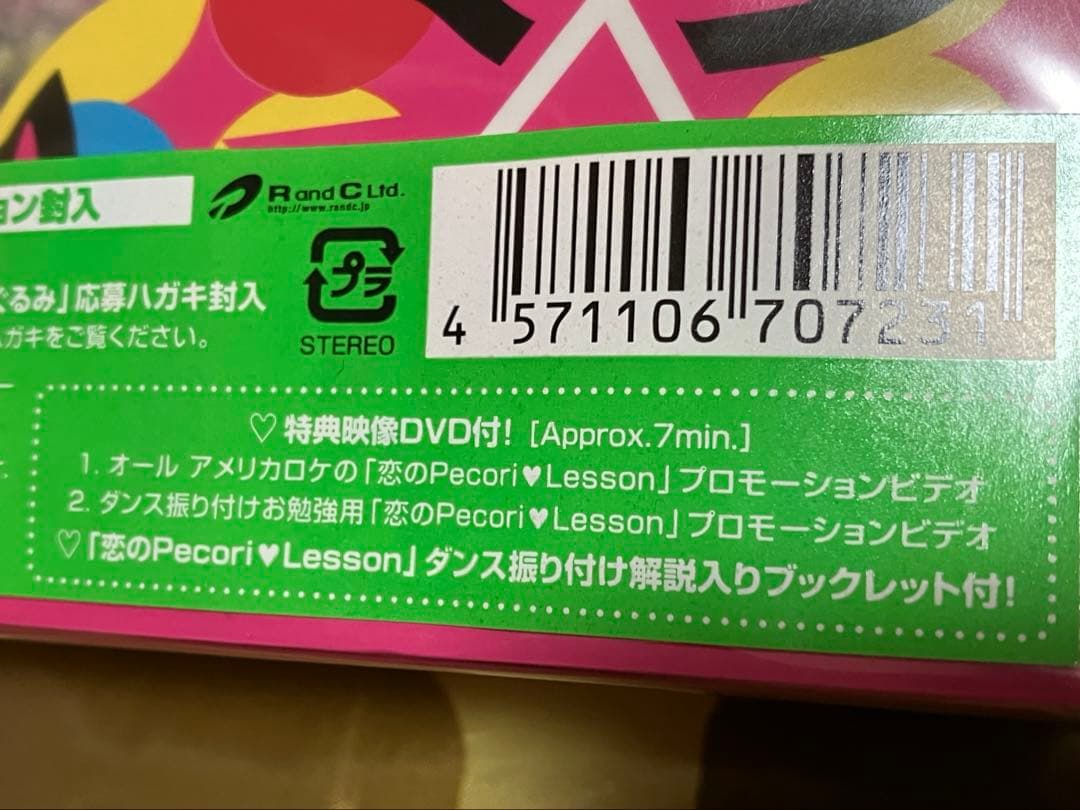 ョン封入
R and C Ltd.
http://www.randc.jp
プラ
STEREO
4 571106 707231
ぐるみ」応募ハガキ封入
ハガキをご覧ください。
♡ 特典映像DVD付! [Approx.7min.]
1. オール アメリカロケの「恋のPecori♥Lesson」プロモーションビデオ
2. ダンス振り付けお勉強用「恋のPecori♥Lesson」プロモーションビデオ
♡「恋のPecori♥Lesson」ダンス振り付け解説入りブックレット付!